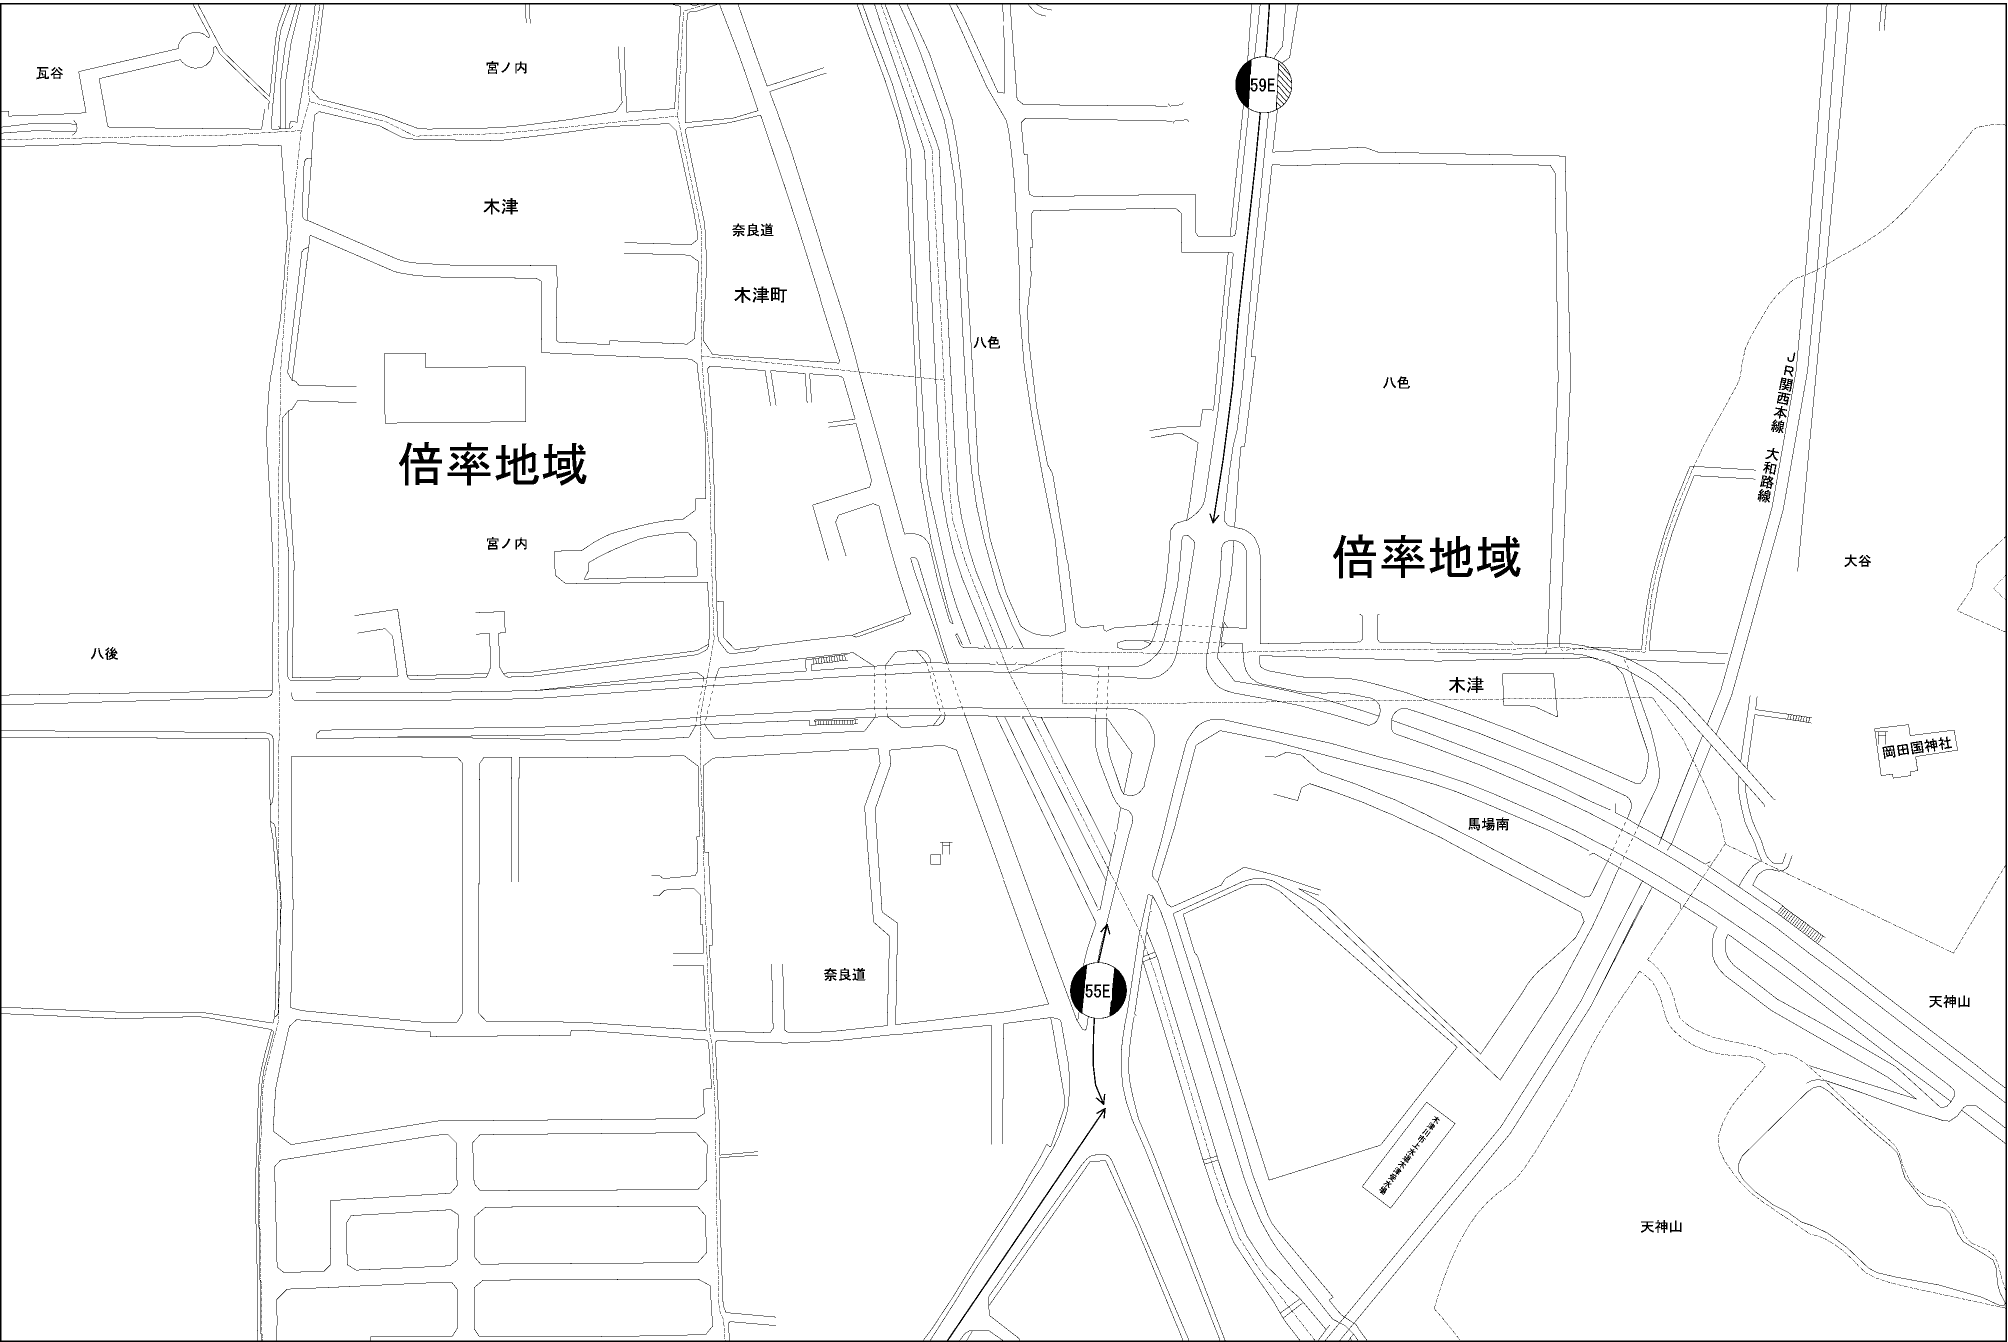 瓦谷
宮ノ内
59E
木津
奈良道
木津町
八色
八色
JR関西本線　大和路線
倍率地域
宮ノ内
倍率地域
大谷
八後
木津
岡田国神社
馬場南
奈良道
55E
天神山
天神山